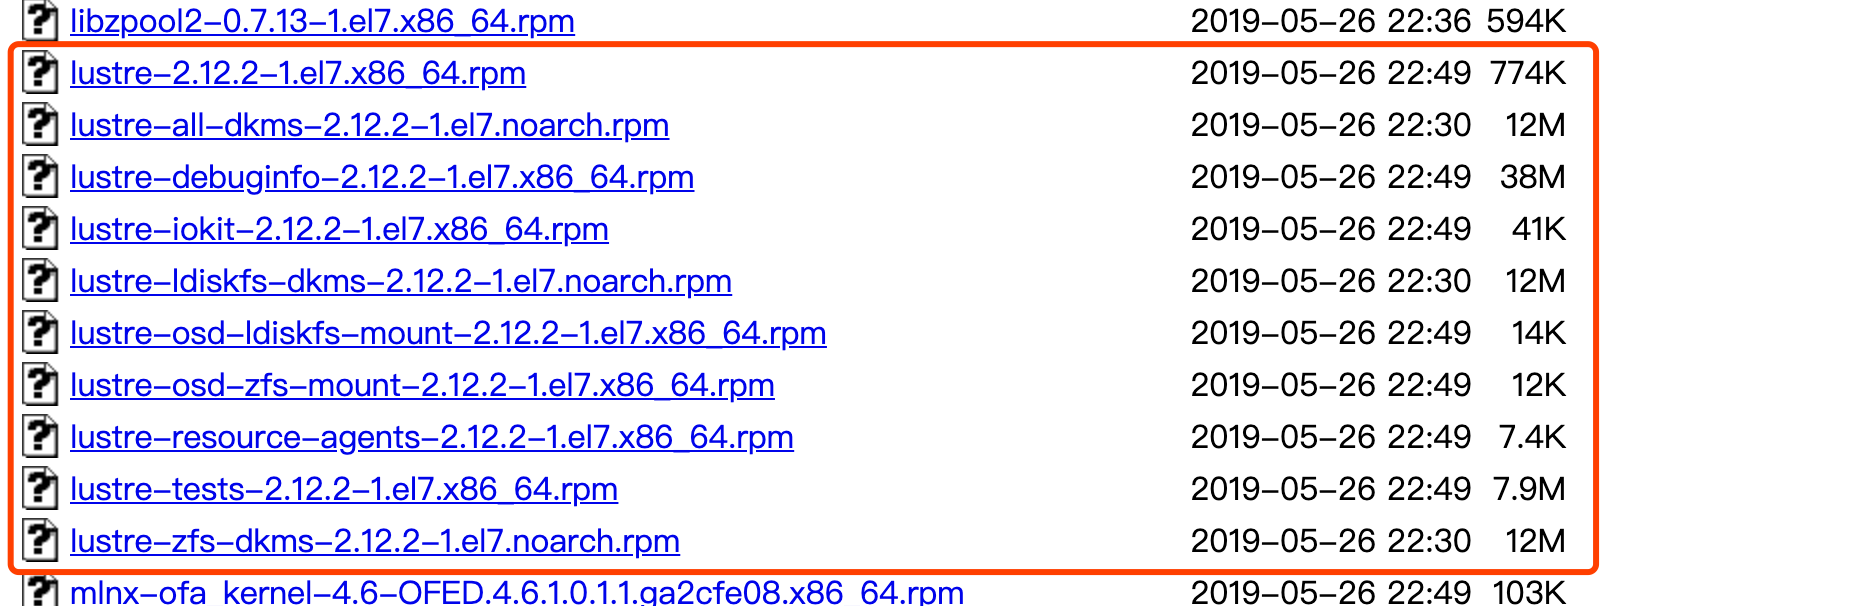 libzpool2-0.7.13-1.el7.x86_64.rpm 2019-05-26 22:36 594K
lustre-2.12.2-1.el7.x86_64.rpm 2019-05-26 22:49 774K
lustre-all-dkms-2.12.2-1.el7.noarch.rpm 2019-05-26 22:30 12M
lustre-debuginfo-2.12.2-1.el7.x86_64.rpm 2019-05-26 22:49 38M
lustre-iokit-2.12.2-1.el7.x86_64.rpm 2019-05-26 22:49 41K
lustre-ldiskfs-dkms-2.12.2-1.el7.noarch.rpm 2019-05-26 22:30 12M
lustre-osd-ldiskfs-mount-2.12.2-1.el7.x86_64.rpm 2019-05-26 22:49 14K
lustre-osd-zfs-mount-2.12.2-1.el7.x86_64.rpm 2019-05-26 22:49 12K
lustre-resource-agents-2.12.2-1.el7.x86_64.rpm 2019-05-26 22:49 7.4K
lustre-tests-2.12.2-1.el7.x86_64.rpm 2019-05-26 22:49 7.9M
lustre-zfs-dkms-2.12.2-1.el7.noarch.rpm 2019-05-26 22:30 12M
mlnx-ofa_kernel-4.6-OFED.4.6.1.0.1.1.ga2cfe08.x86_64.rpm 2019-05-26 22:49 103K